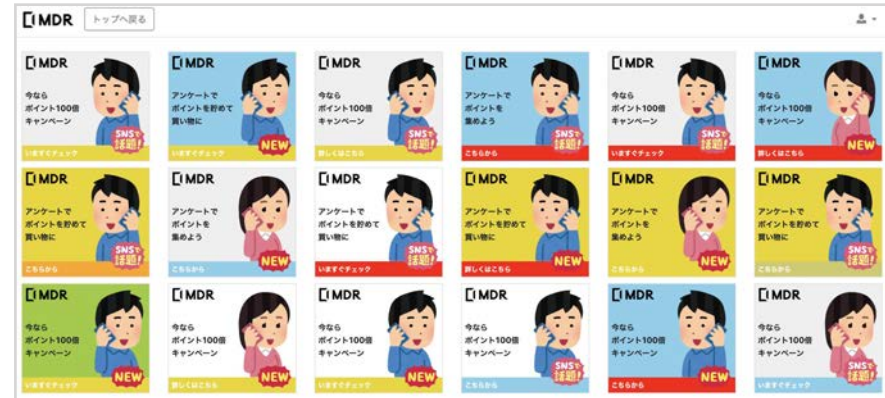 MDR トップへ戻る
MDR
今なら
ポイント100倍
キャンペーン
SNSで
話題!
いますぐチェック
MDR
アンケートで
ポイントを貯めて
買い物に
NEW
いますぐチェック
MDR
今なら
ポイント100倍
キャンペーン
SNSで
話題!
詳しくはこちら
MDR
アンケートで
ポイントを
集めよう
SNSで
話題!
こちらから
MDR
今なら
ポイント100倍
キャンペーン
SNSで
話題!
いますぐチェック
MDR
今なら
ポイント100倍
キャンペーン
NEW
詳しくはこちら
MDR
アンケートで
ポイントを貯めて
買い物に
SNSで
話題!
こちらから
MDR
アンケートで
ポイントを
集めよう
NEW
こちらから
MDR
アンケートで
ポイントを貯めて
買い物に
SNSで
話題!
いますぐチェック
MDR
アンケートで
ポイントを貯めて
買い物に
NEW
詳しくはこちら
MDR
アンケートで
ポイントを
集めよう
NEW
こちらから
MDR
アンケートで
ポイントを貯めて
買い物に
SNSで
話題!
こちらから
MDR
今なら
ポイント100倍
キャンペーン
NEW
いますぐチェック
MDR
今なら
ポイント100倍
キャンペーン
NEW
詳しくはこちら
MDR
今なら
ポイント100倍
キャンペーン
NEW
いますぐチェック
MDR
今なら
ポイント100倍
キャンペーン
SNSで
話題!
こちらから
MDR
今なら
ポイント100倍
キャンペーン
NEW
こちらから
MDR
今なら
ポイント100倍
キャンペーン
SNSで
話題!
いますぐチェック